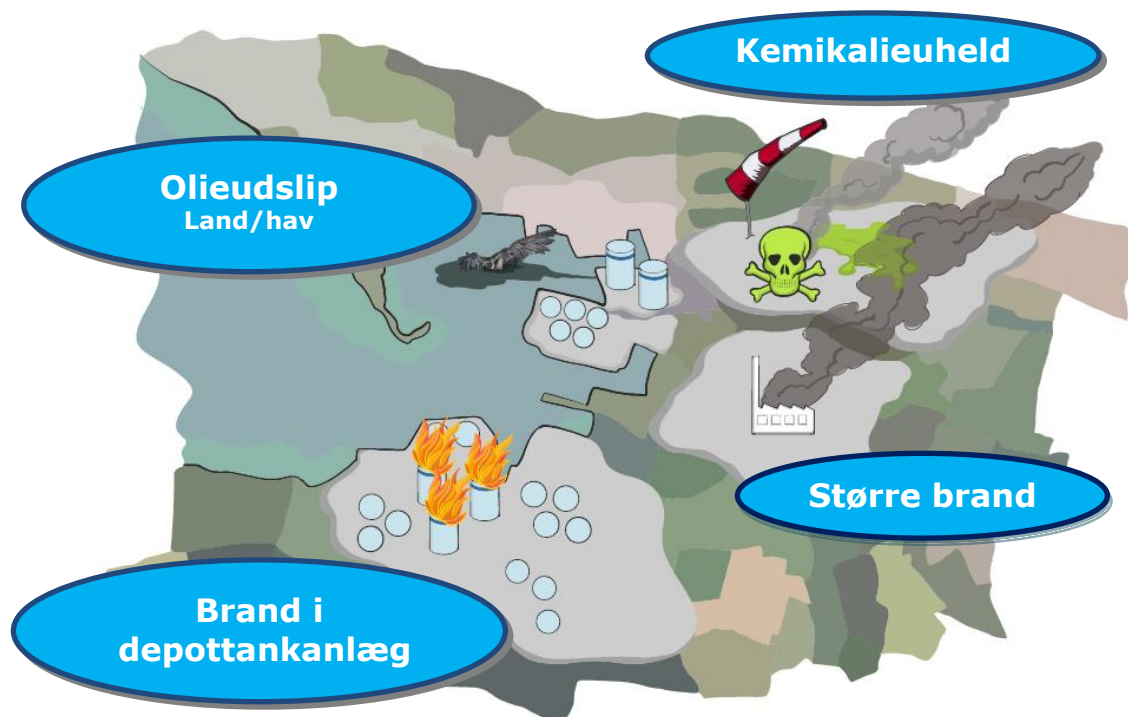 Kemikalieuheld
Olieudslip
Land/hav
Større brand
Brand i
depottankanlæg